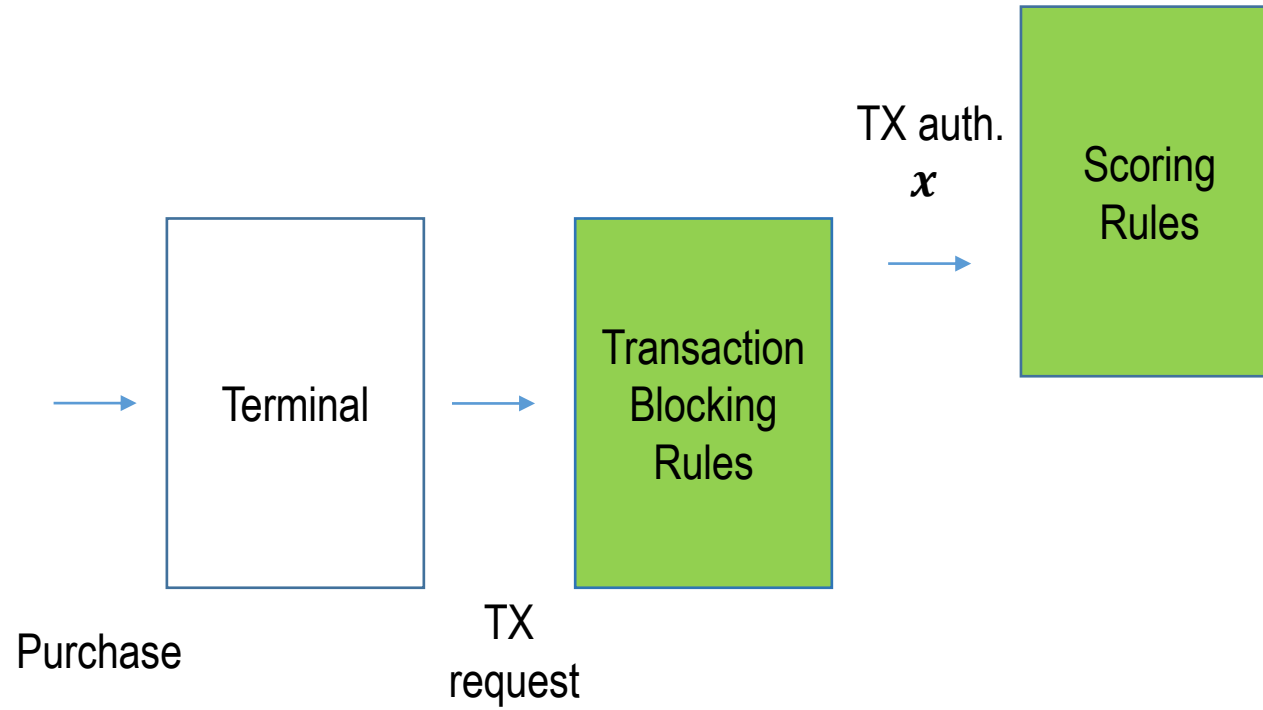 Purchase
Terminal
TX
request
Transaction
Blocking
Rules
TX auth.
𝒙
Scoring
Rules